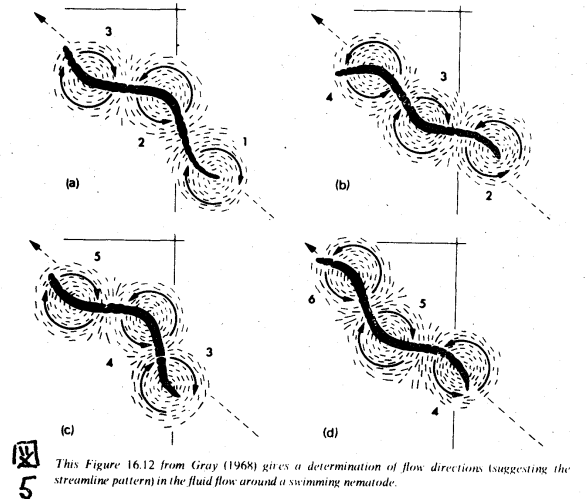 3
2
1
(a)
4
3
2
(b)
5
4
3
(c)
6
5
4
(d)
図
5
This Figure 16.12 from Gray (1968) gives a determination of flow directions (suggesting the
streamline pattern) in the fluid flow around a swimming nematode.